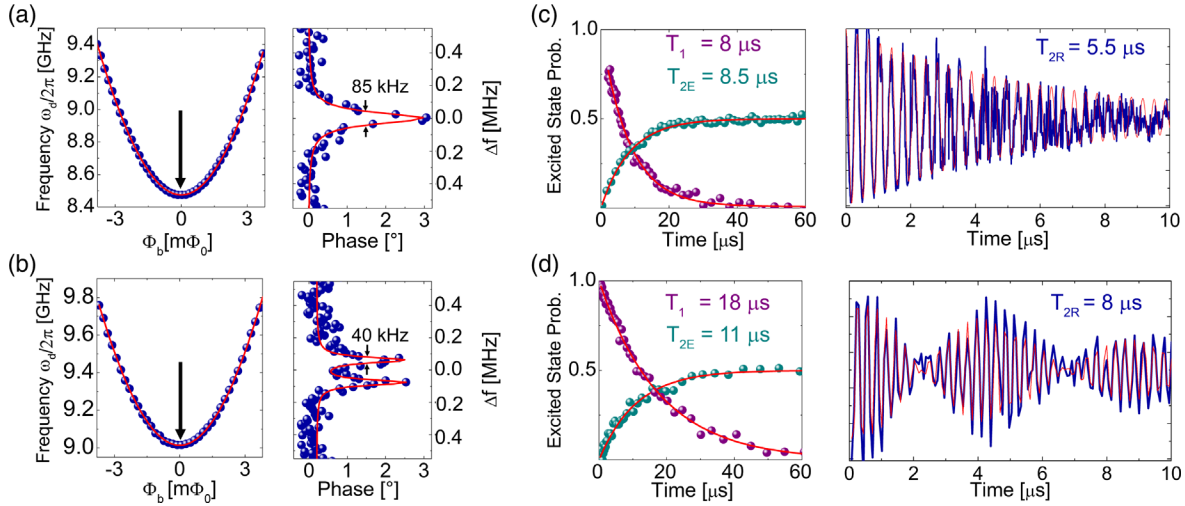 (a)
9.4
9.2
9.0
8.8
8.6
8.4
Frequency ω_d/2π [GHz]
-3 0 3
Φ_b[mΦ_0]
85 kHz
0.4
0.2
0.0
0.2
0.4
Δf [MHz]
0 1 2 3
Phase [°]
(b)
9.8
9.6
9.4
9.2
9.0
Frequency ω_d/2π [GHz]
-3 0 3
Φ_b[mΦ_0]
40 kHz
0.4
0.2
0.0
0.2
0.4
Δf [MHz]
0 1 2 3
Phase [°]
(c)
1.0
0.5
0
Excited State Prob.
T_1 = 8 μs
T_2E = 8.5 μs
0 20 40 60
Time [μs]
T_2R = 5.5 μs
0 2 4 6 8 10
Time [μs]
(d)
1.0
0.5
0
Excited State Prob.
T_1 = 18 μs
T_2E = 11 μs
0 20 40 60
Time [μs]
T_2R = 8 μs
0 2 4 6 8 10
Time [μs]